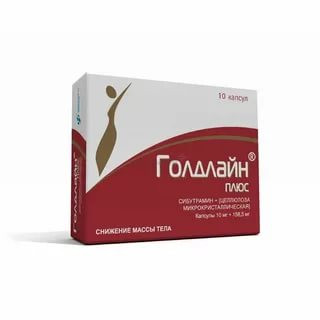 10 капсул
Голдлайн®
ПЛЮС
СИБУТРАМИН + (ЦЕЛЛЮЛОЗА
МИКРОКРИСТАЛЛИЧЕСКАЯ)
Капсулы 10 мг + 158,5 мг
СНИЖЕНИЕ МАССЫ ТЕЛА